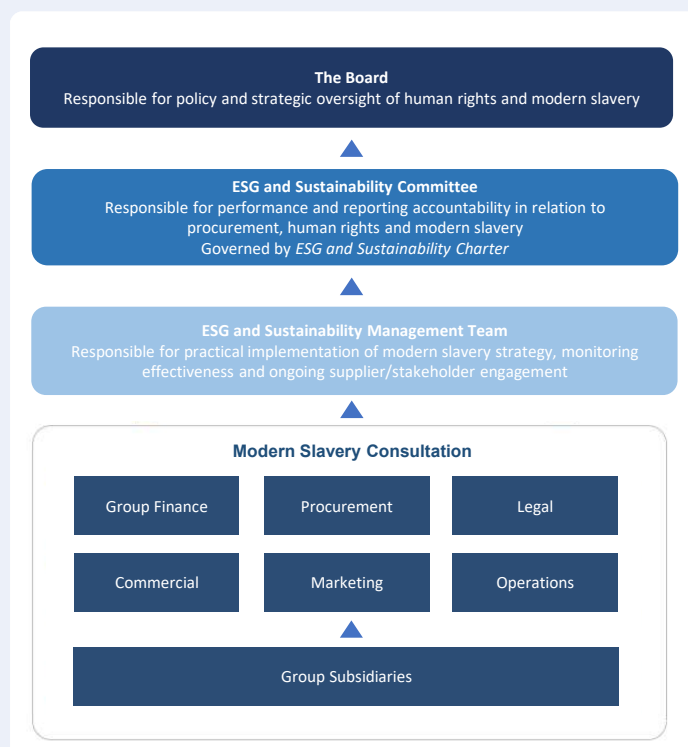 The Board
Responsible for policy and strategic oversight of human rights and modern slavery
ESG and Sustainability Committee
Responsible for performance and reporting accountability in relation to
procurement, human rights and modern slavery
Governed by ESG and Sustainability Charter
ESG and Sustainability Management Team
Responsible for practical implementation of modern slavery strategy, monitoring
effectiveness and ongoing supplier/stakeholder engagement
Modern Slavery Consultation
Group Finance
Procurement
Legal
Commercial
Marketing
Operations
Group Subsidiaries